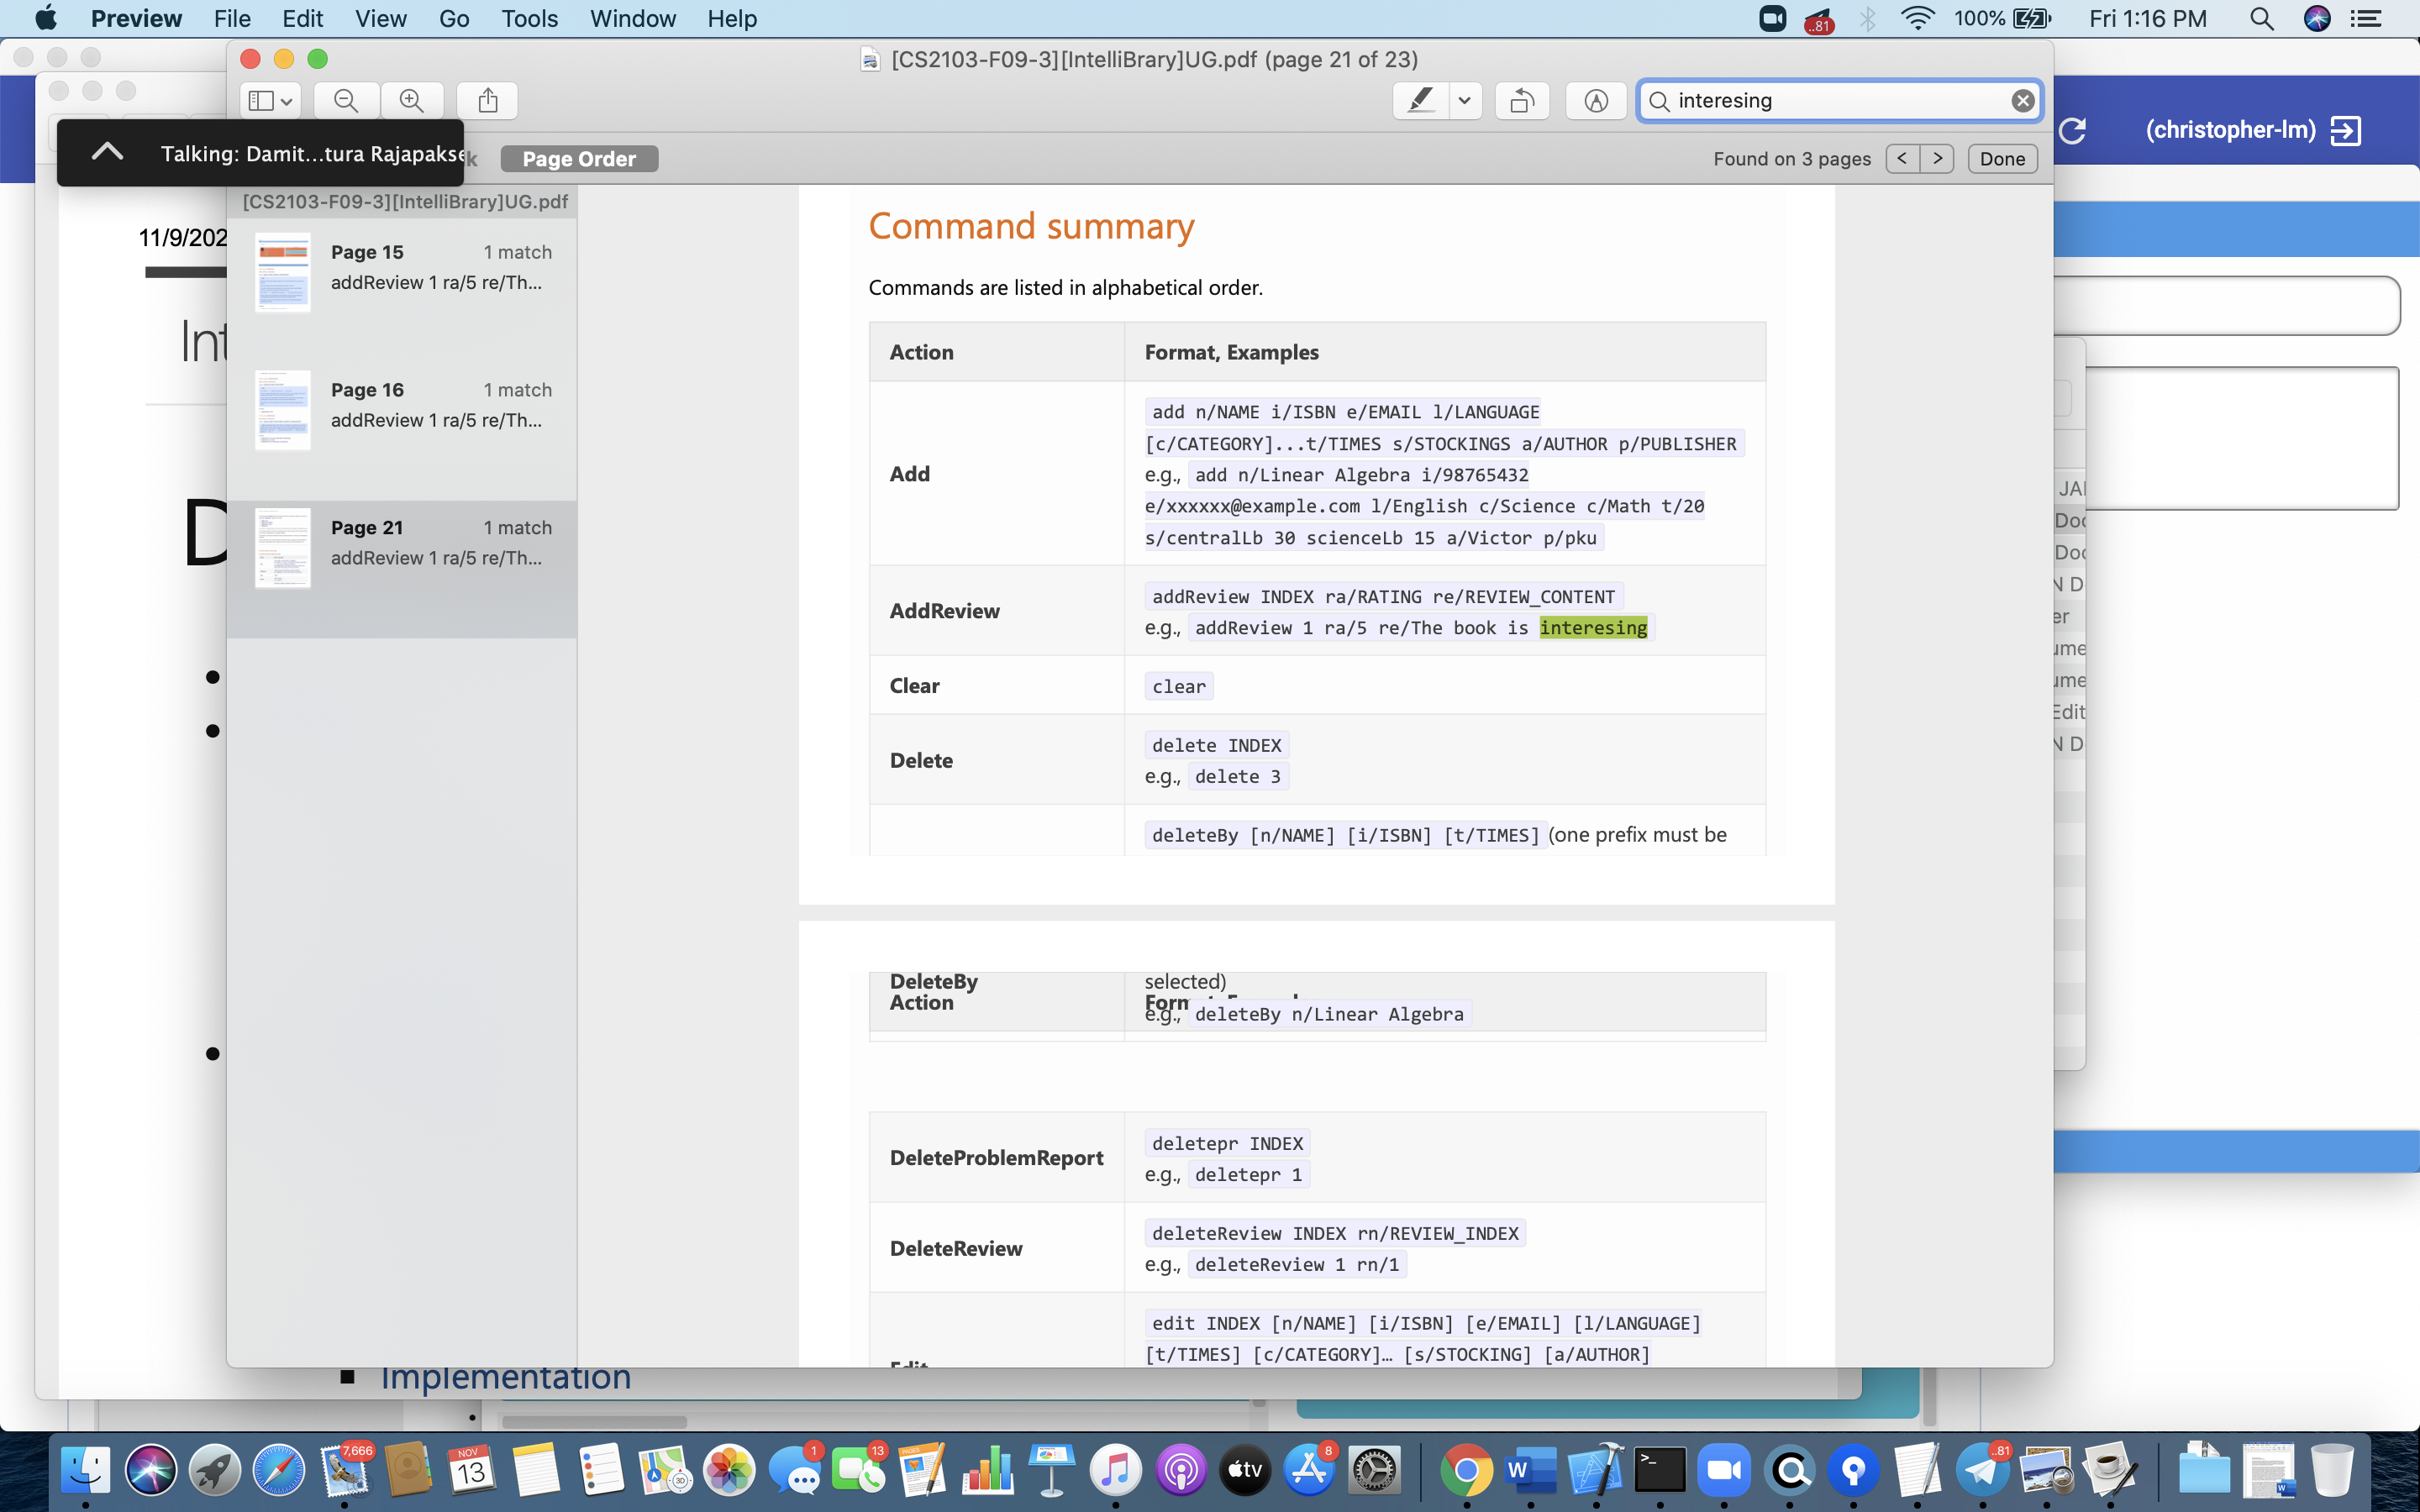 Preview File Edit View Go Tools Window Help
..81 100% Fri 1:16 PM
[CS2103-F09-3][IntelliBrary]UG.pdf (page 21 of 23)
interesing
(christopher-lm)
Talking: Damit...tura Rajapakse
k Page Order
Found on 3 pages < > Done
[CS2103-F09-3][IntelliBrary]UG.pdf
11/9/202
Int
D
Page 15 1 match
addReview 1 ra/5 re/Th...
Page 16 1 match
addReview 1 ra/5 re/Th...
Page 21 1 match
addReview 1 ra/5 re/Th...
Command summary
Commands are listed in alphabetical order.
Action Format, Examples
Add
add n/NAME i/ISBN e/EMAIL l/LANGUAGE
[c/CATEGORY]...t/TIMES s/STOCKINGS a/AUTHOR p/PUBLISHER
e.g., add n/Linear Algebra i/98765432
e/xxxxxx@example.com l/English c/Science c/Math t/20
s/centralLb 30 scienceLb 15 a/Victor p/pku
AddReview
addReview INDEX ra/RATING re/REVIEW_CONTENT
e.g., addReview 1 ra/5 re/The book is interesing
Clear
clear
Delete
delete INDEX
e.g., delete 3
deleteBy [n/NAME] [i/ISBN] [t/TIMES] (one prefix must be
DeleteBy selected)
Action
e.g., deleteBy n/Linear Algebra
DeleteProblemReport
deletepr INDEX
e.g., deletepr 1
DeleteReview
deleteReview INDEX rn/REVIEW_INDEX
e.g., deleteReview 1 rn/1
Edit
edit INDEX [n/NAME] [i/ISBN] [e/EMAIL] [l/LANGUAGE]
[t/TIMES] [c/CATEGORY]… [s/STOCKING] [a/AUTHOR]
JAI
Doc
Doc
N D
er
ume
ume
Edit
N D
Implementation
7,666
NOV
13
3D
1
13
PAGES
tv
8
W
>_
..81
W